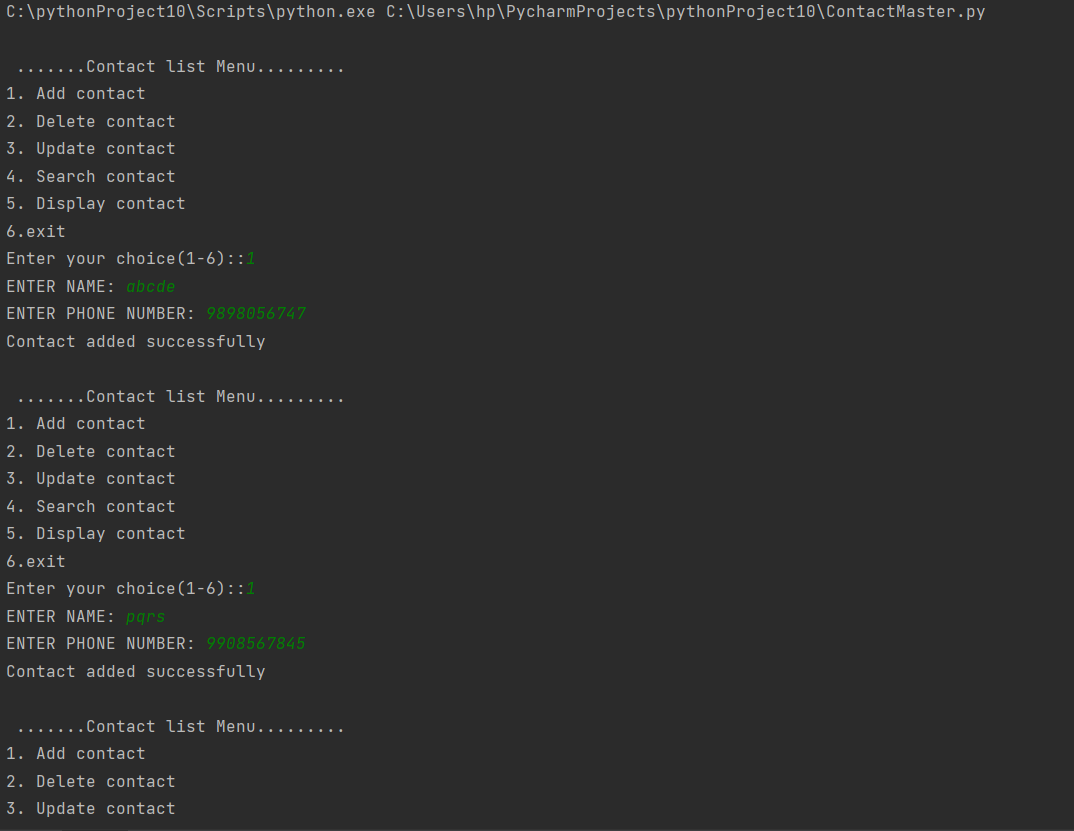 C:\pythonProject10\Scripts\python.exe C:\Users\hp\PycharmProjects\pythonProject10\ContactMaster.py
.......Contact list Menu.........
1. Add contact
2. Delete contact
3. Update contact
4. Search contact
5. Display contact
6.exit
Enter your choice(1-6)::1
ENTER NAME: abcde
ENTER PHONE NUMBER: 9898056747
Contact added successfully
.......Contact list Menu.........
1. Add contact
2. Delete contact
3. Update contact
4. Search contact
5. Display contact
6.exit
Enter your choice(1-6)::1
ENTER NAME: pqrs
ENTER PHONE NUMBER: 9908567845
Contact added successfully
.......Contact list Menu.........
1. Add contact
2. Delete contact
3. Update contact